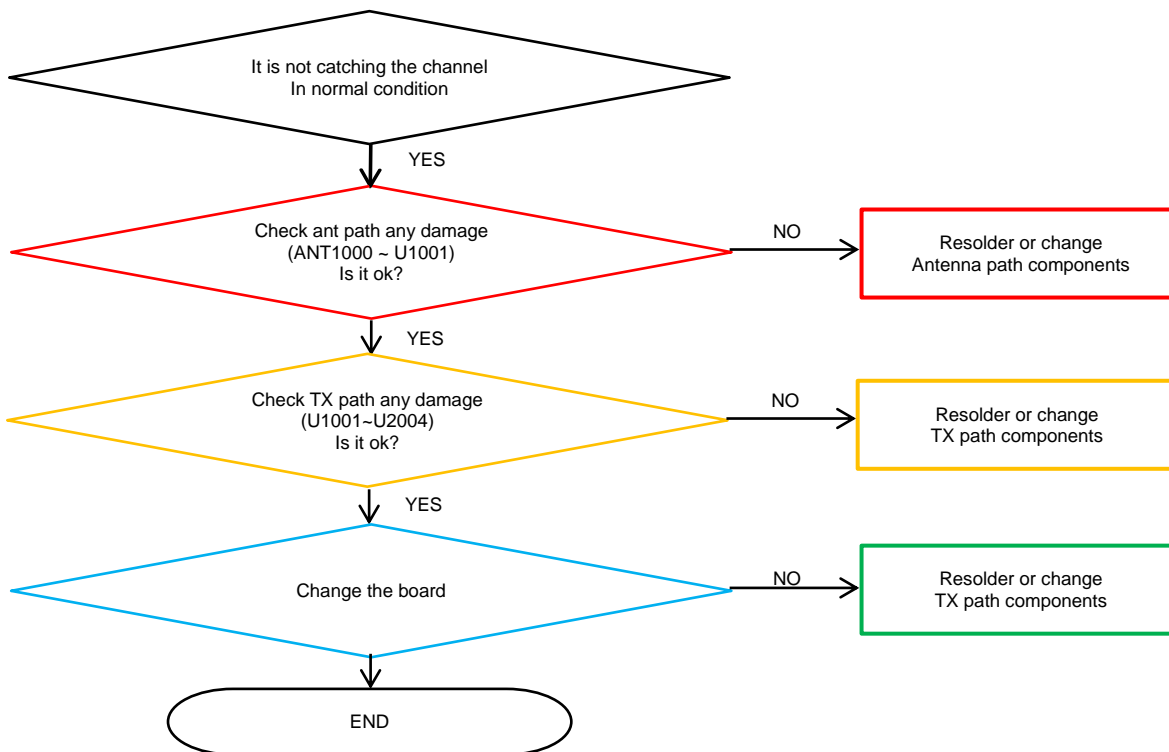 It is not catching the channel
In normal condition
YES
Check ant path any damage
(ANT1000 ~ U1001)
Is it ok?
NO
Resolder or change
Antenna path components
YES
Check TX path any damage
(U1001~U2004)
Is it ok?
NO
Resolder or change
TX path components
YES
Change the board
NO
Resolder or change
TX path components
END